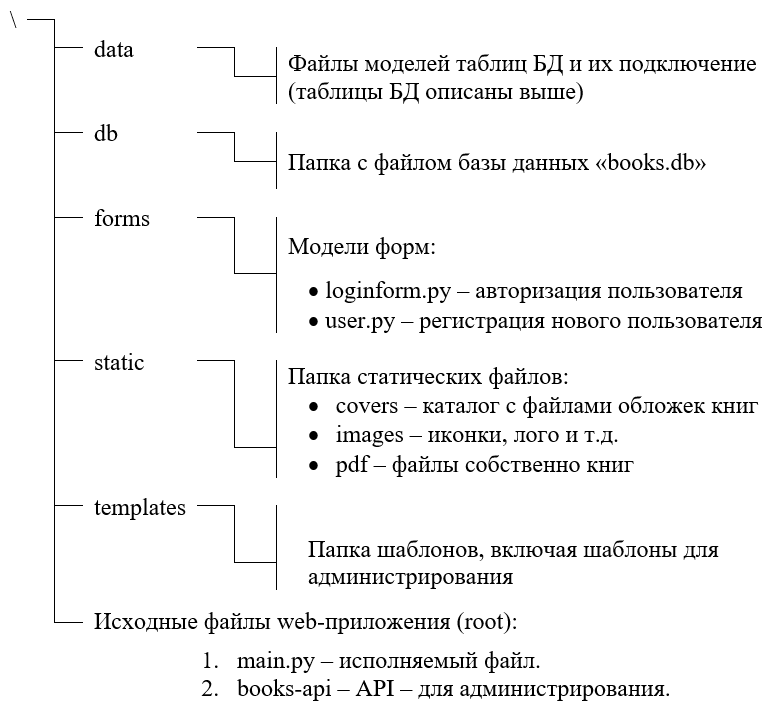 \
data
Файлы моделей таблиц БД и их подключение
(таблицы БД описаны выше)
db
Папка с файлом базы данных «books.db»
forms
Модели форм:
• loginform.py – авторизация пользователя
• user.py – регистрация нового пользователя
static
Папка статических файлов:
• covers – каталог с файлами обложек книг
• images – иконки, лого и т.д.
• pdf – файлы собственно книг
templates
Папка шаблонов, включая шаблоны для
администрирования
Исходные файлы web-приложения (root):
1. main.py – исполняемый файл.
2. books-api – API – для администрирования.